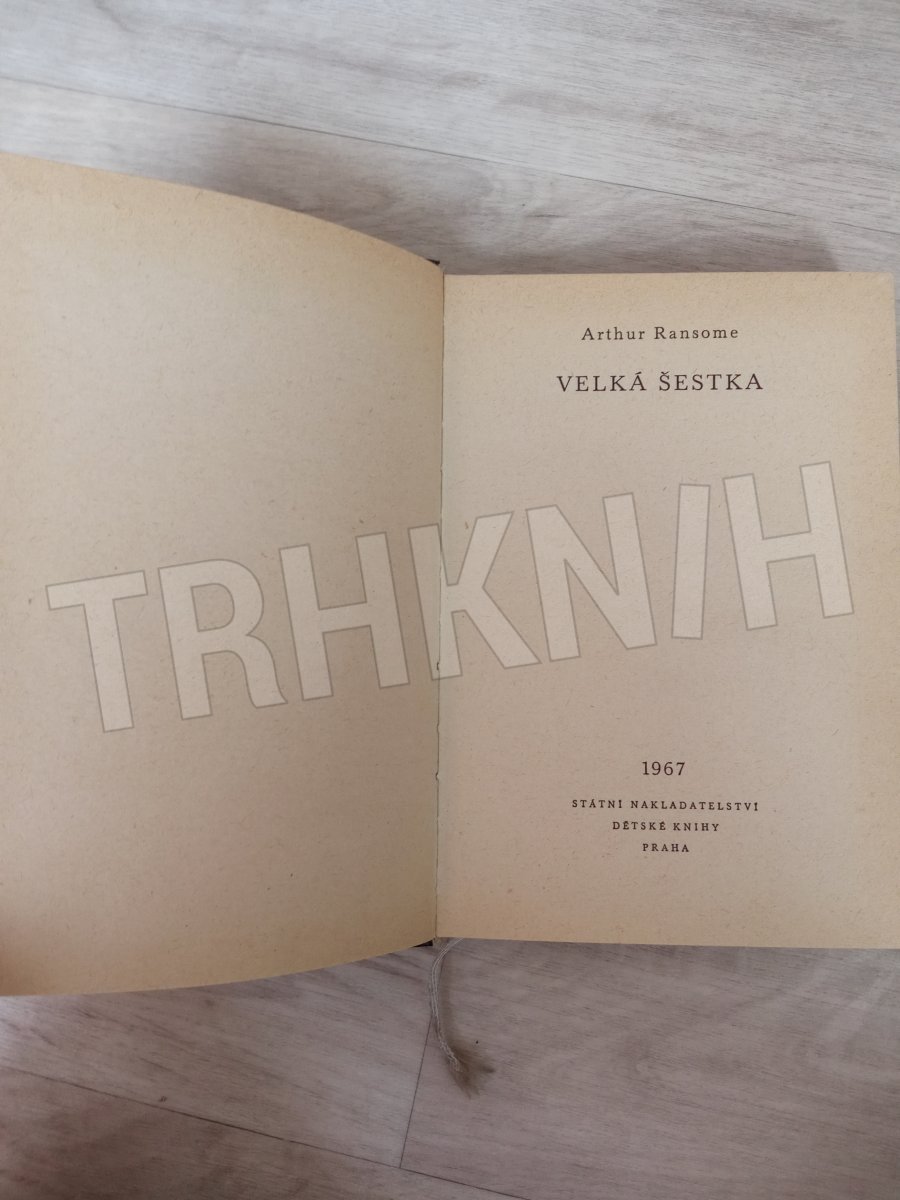 Arthur Ransome
VELKÁ ŠESTKA
TRHKNIH
1967
STÁTNÍ NAKLADATELSTVÍ
DĚTSKÉ KNIHY
PRAHA